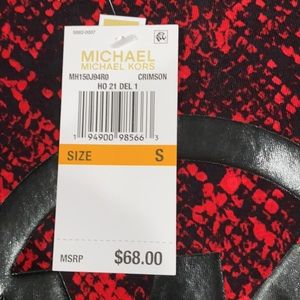 MICHAEL
MICHAEL KORS
MH150J94R0 CRIMSON
HO 21 DEL 1
1 94900 98566 3
SIZE S
MSRP $68.00